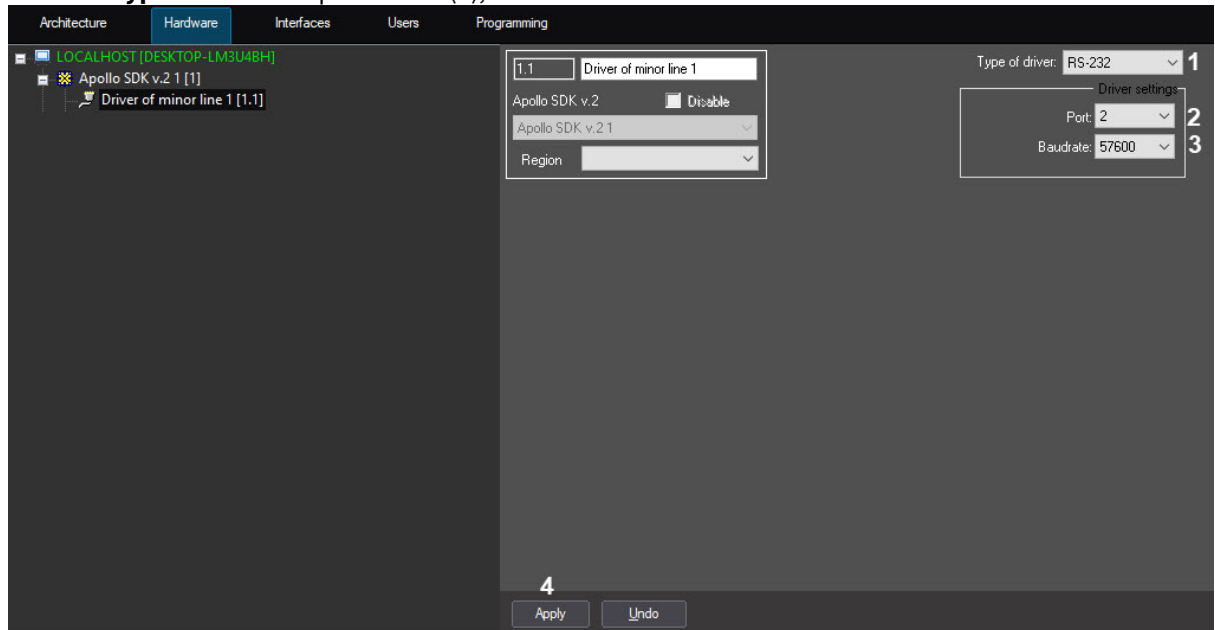 Architecture Hardware Interfaces Users Programming
LOCALHOST [DESKTOP-LM3U4BH]
Apollo SDK v.2 1 [1]
Driver of minor line 1 [1.1]
1.1 Driver of minor line 1
Apollo SDK v.2 Disable
Apollo SDK v.2 1
Region
Type of driver: RS-232 1
Driver settings
Port: 2 2
Baudrate: 57600 3
4
Apply Undo